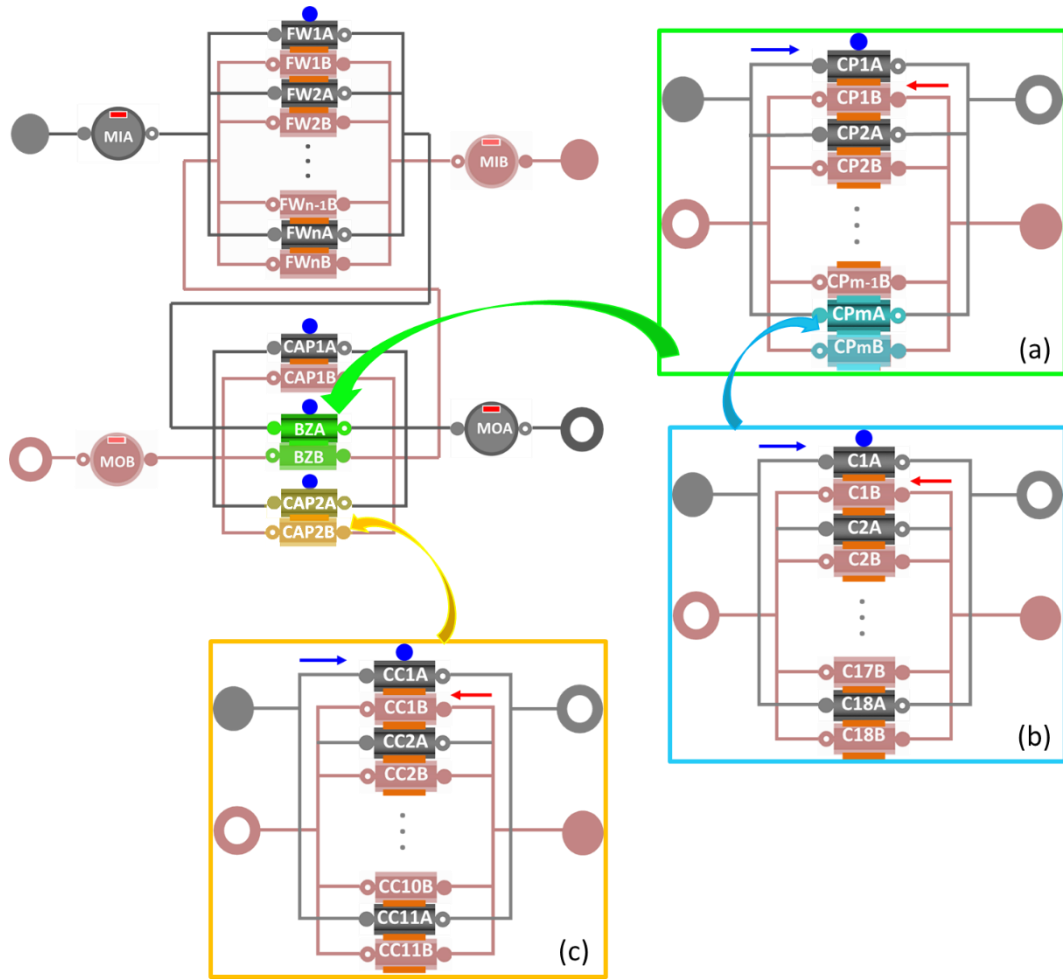 FW1A
FW1B
FW2A
FW2B
FWn-1B
FWnA
FWnB
MIA
MIB
CAP1A
CAP1B
BZA
BZB
CAP2A
CAP2B
MOA
MOB
CP1A
CP1B
CP2A
CP2B
CPm-1B
CPmA
CPmB
(a)
C1A
C1B
C2A
C2B
C17B
C18A
C18B
(b)
CC1A
CC1B
CC2A
CC2B
CC10B
CC11A
CC11B
(c)